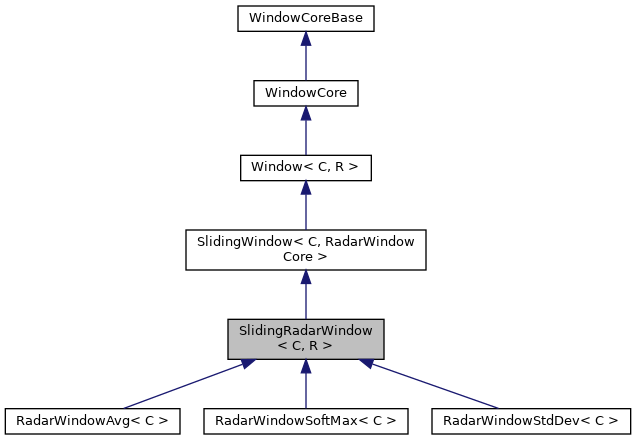 WindowCoreBase
WindowCore
Window< C, R >
SlidingWindow< C, RadarWindow
Core >
SlidingRadarWindow
< C, R >
RadarWindowAvg< C >
RadarWindowSoftMax< C >
RadarWindowStdDev< C >